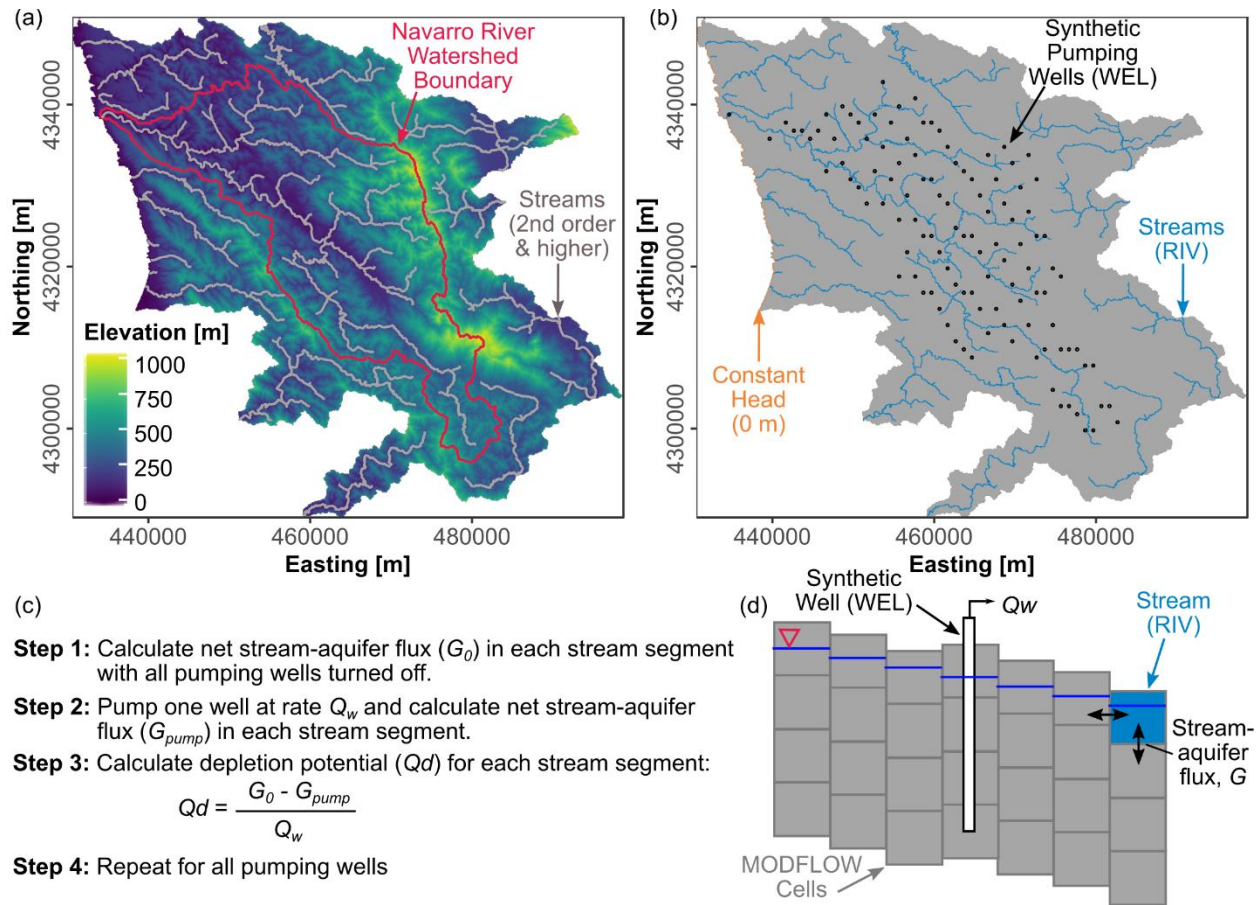 (a)
Navarro River
Watershed
Boundary
Streams
(2nd order
& higher)
Elevation [m]
1000
750
500
250
0
Northing [m]
4340000
4320000
4300000
440000
460000
480000
Easting [m]
(b)
Synthetic
Pumping
Wells (WEL)
Streams
(RIV)
Constant
Head
(0 m)
Northing [m]
4340000
4320000
4300000
440000
460000
480000
Easting [m]
(c)
Step 1: Calculate net stream-aquifer flux (G0) in each stream segment
with all pumping wells turned off.
Step 2: Pump one well at rate Qw and calculate net stream-aquifer
flux (Gpump) in each stream segment.
Step 3: Calculate depletion potential (Qd) for each stream segment:
Qd = G0 - Gpump
Qw
Step 4: Repeat for all pumping wells
(d)
Synthetic
Well (WEL)
Qw
Stream
(RIV)
Stream-
aquifer
flux, G
MODFLOW
Cells